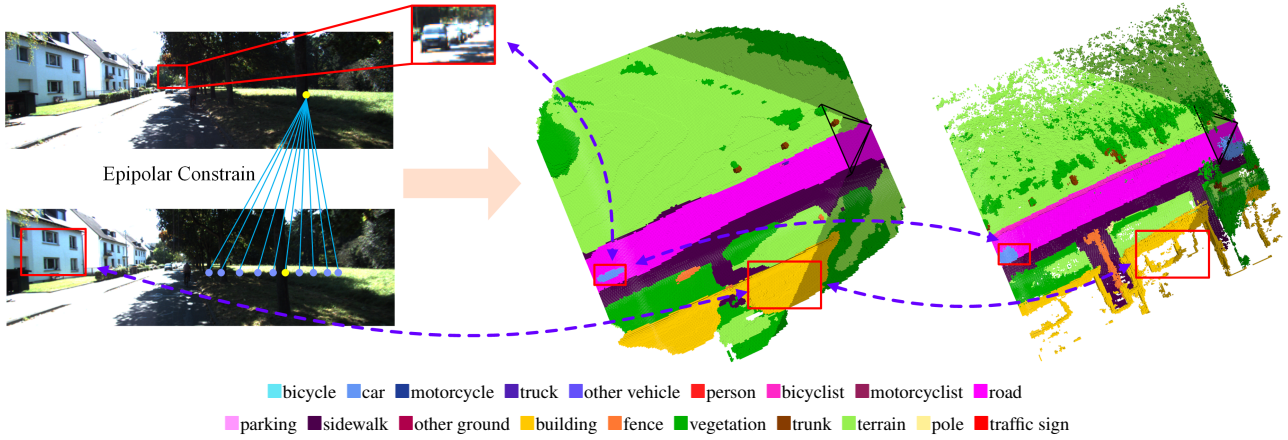 Epipolar Constrain
bicycle car motorcycle truck other vehicle person bicyclist motorcyclist road
parking sidewalk other ground building fence vegetation trunk terrain pole traffic sign